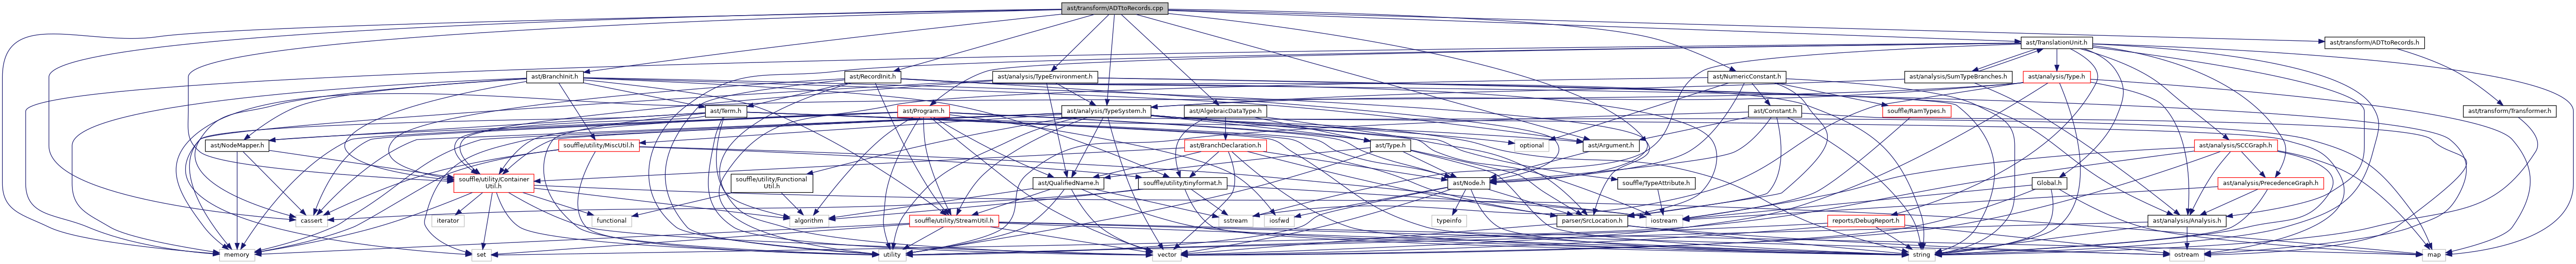 ast/transform/ADTtoRecords.cpp
ast/TranslationUnit.h
ast/transform/ADTtoRecords.h
ast/BranchInit.h
ast/RecordInit.h
ast/analysis/TypeEnvironment.h
ast/NumericConstant.h
ast/analysis/SumTypeBranches.h
ast/analysis/Type.h
ast/Term.h
ast/Program.h
ast/analysis/TypeSystem.h
ast/AlgebraicDataType.h
ast/Constant.h
souffle/RamTypes.h
ast/transform/Transformer.h
ast/NodeMapper.h
souffle/utility/MiscUtil.h
ast/Type.h
optional
ast/BranchDeclaration.h
ast/Argument.h
ast/analysis/SCCGraph.h
souffle/utility/Container
Util.h
souffle/utility/Functional
Util.h
ast/QualifiedName.h
souffle/utility/tinyformat.h
ast/Node.h
souffle/TypeAttribute.h
Global.h
ast/analysis/PrecedenceGraph.h
cassert
iterator
functional
algorithm
souffle/utility/StreamUtil.h
sstream
iosfwd
typeinfo
parser/SrcLocation.h
iostream
reports/DebugReport.h
ast/analysis/Analysis.h
memory
set
utility
vector
string
ostream
map